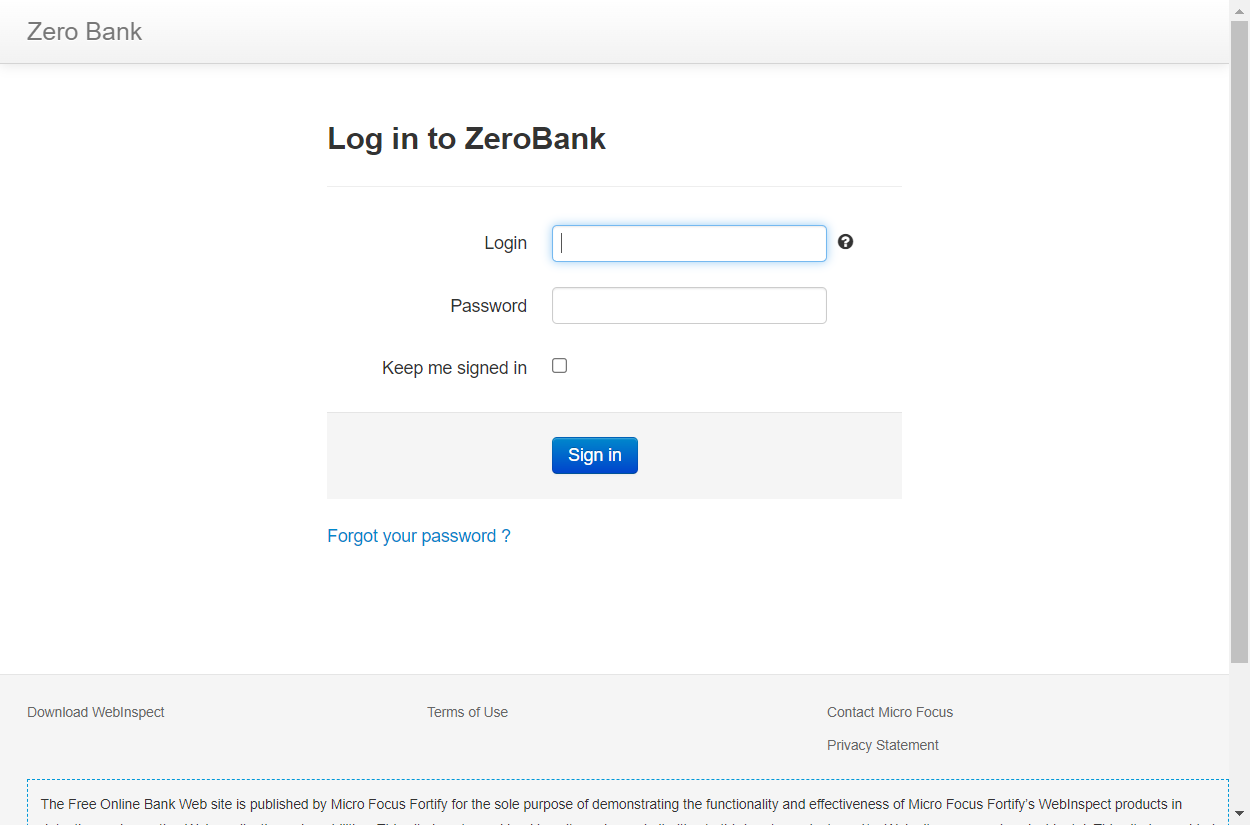 Zero Bank
Log in to ZeroBank
Login
Password
Keep me signed in
Sign in
Forgot your password ?
Download WebInspect
Terms of Use
Contact Micro Focus
Privacy Statement
The Free Online Bank Web site is published by Micro Focus Fortify for the sole purpose of demonstrating the functionality and effectiveness of Micro Focus Fortify's WebInspect products in